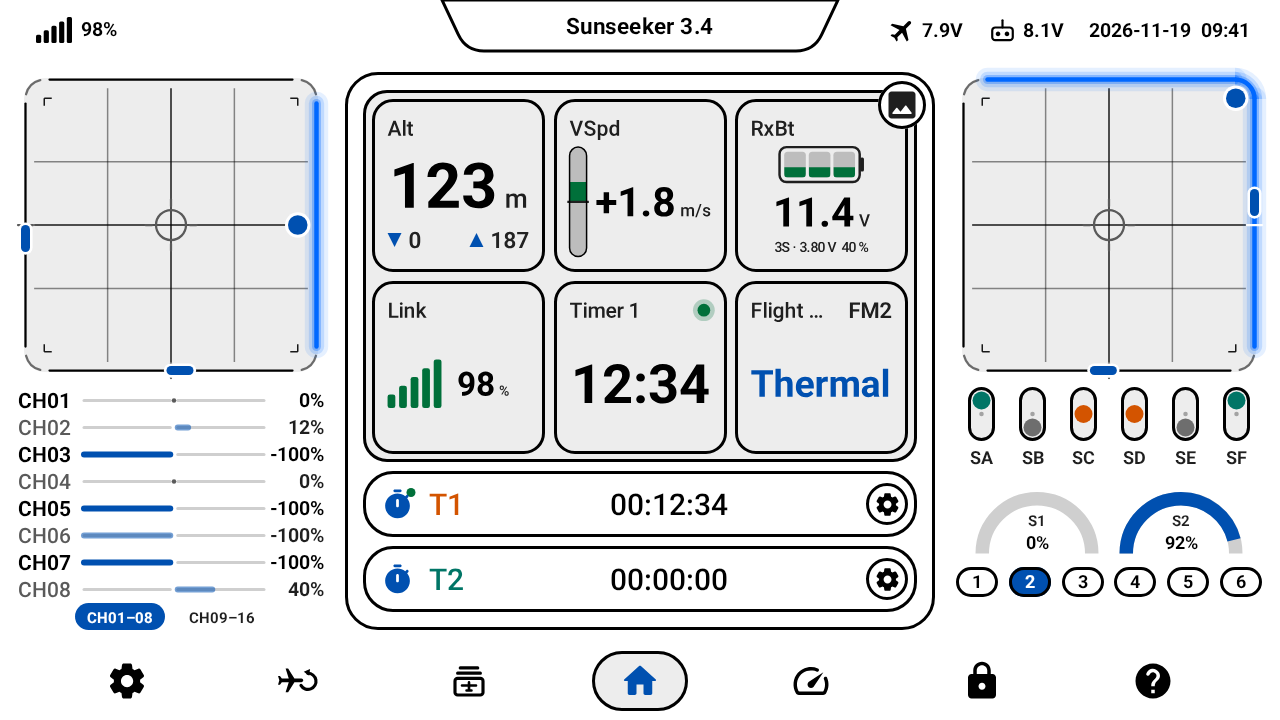 98%
Sunseeker 3.4
7.9V
8.1V
2026-11-19 09:41
Alt
123 m
▼ 0 ▲ 187
VSpd
+1.8 m/s
RxBt
11.4 V
3S · 3.80 V 40 %
Link
98 %
Timer 1
12:34
Flight ... FM2
Thermal
T1 00:12:34
T2 00:00:00
CH01 0%
CH02 12%
CH03 -100%
CH04 0%
CH05 -100%
CH06 -100%
CH07 -100%
CH08 40%
CH01–08 CH09–16
SA SB SC SD SE SF
S1
0%
S2
92%
1 2 3 4 5 6